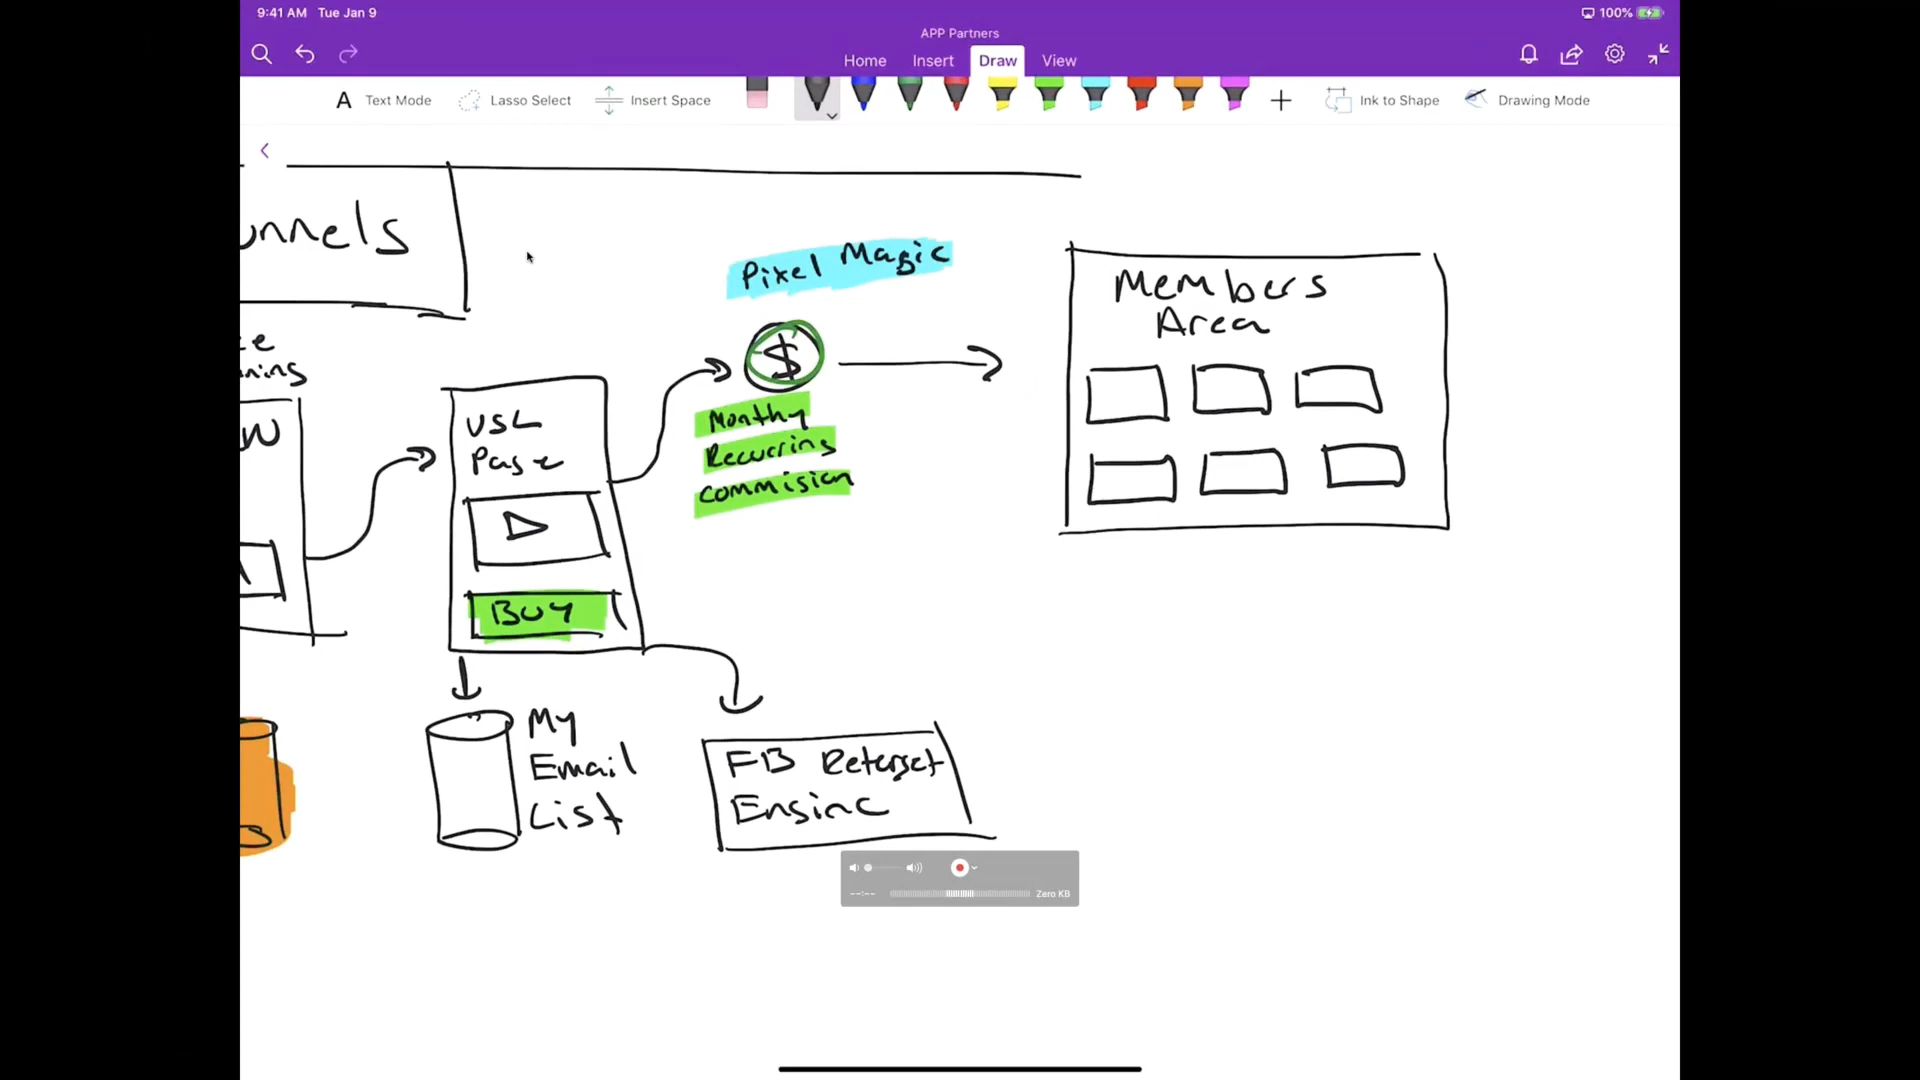 9:41 AM Tue Jan 9
100%
APP Partners
Home Insert Draw View
A Text Mode Lasso Select Insert Space Ink to Shape Drawing Mode
unnels
Pixel Magic
Members
Area
$
Monthy
Recurring
Commision
VSL
Page
BUY
My
Email
List
FB Retarget
Engine
--:-- Zero KB